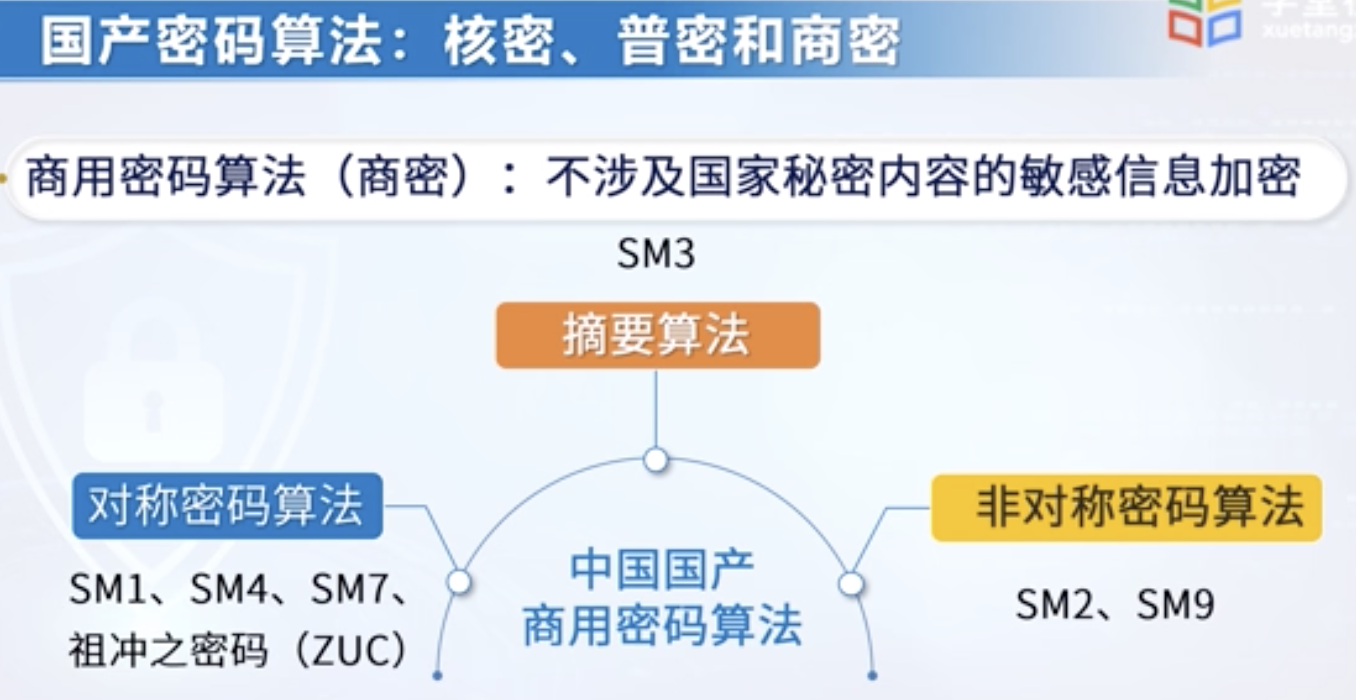 国产密码算法：核密、普密和商密
xuetang
商用密码算法（商密）：不涉及国家秘密内容的敏感信息加密
SM3
摘要算法
对称密码算法
非对称密码算法
SM1、SM4、SM7、
祖冲之密码（ZUC）
中国国产
商用密码算法
SM2、SM9